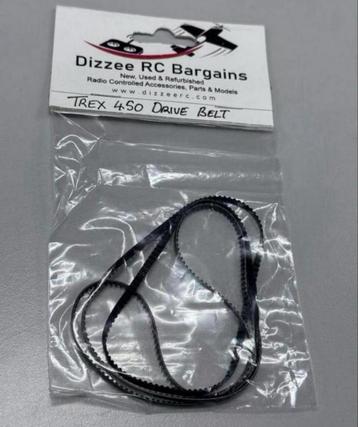 Dizzee RC Bargains
New, Used & Refurbished
Radio Controlled Accessories, Parts & Models
www.dizzeerc.com
TREX 450 DRIVE BELT